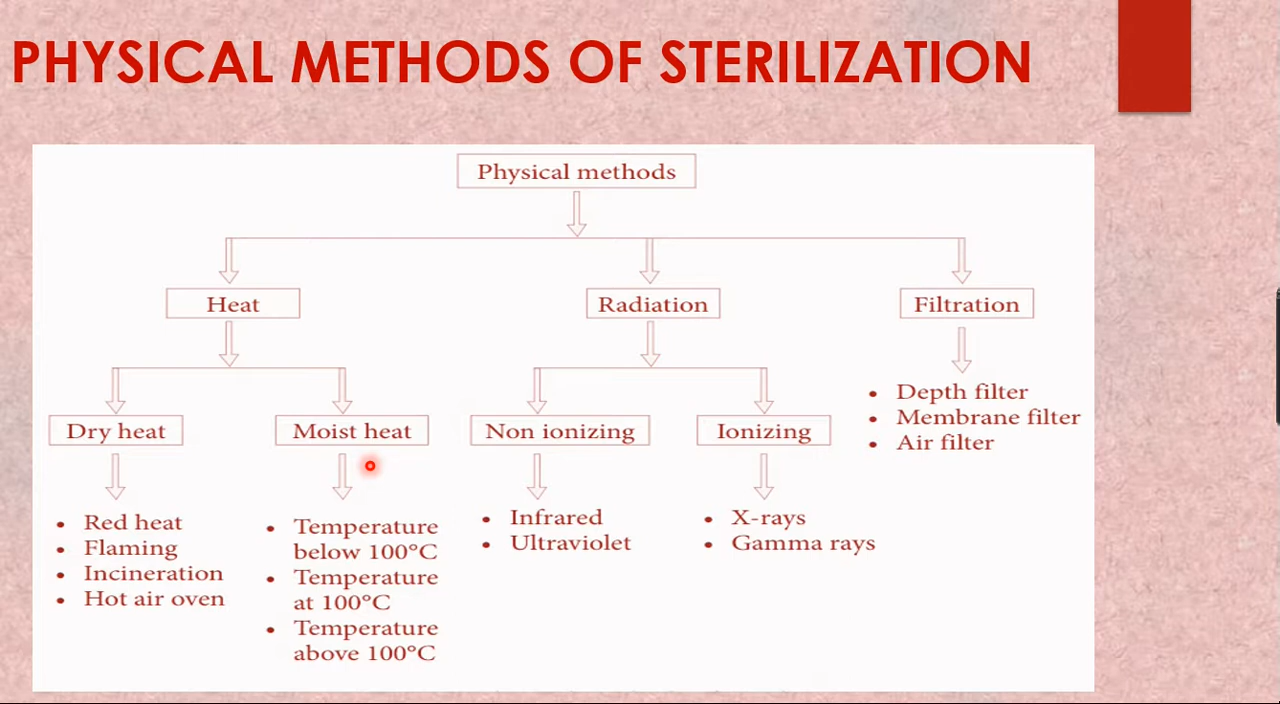 PHYSICAL METHODS OF STERILIZATION
Physical methods
Heat
Radiation
Filtration
Dry heat
Moist heat
Non ionizing
Ionizing
• Depth filter
• Membrane filter
• Air filter
• Red heat
• Flaming
• Incineration
• Hot air oven
• Temperature
below 100°C
• Temperature
at 100°C
• Temperature
above 100°C
• Infrared
• Ultraviolet
• X-rays
• Gamma rays